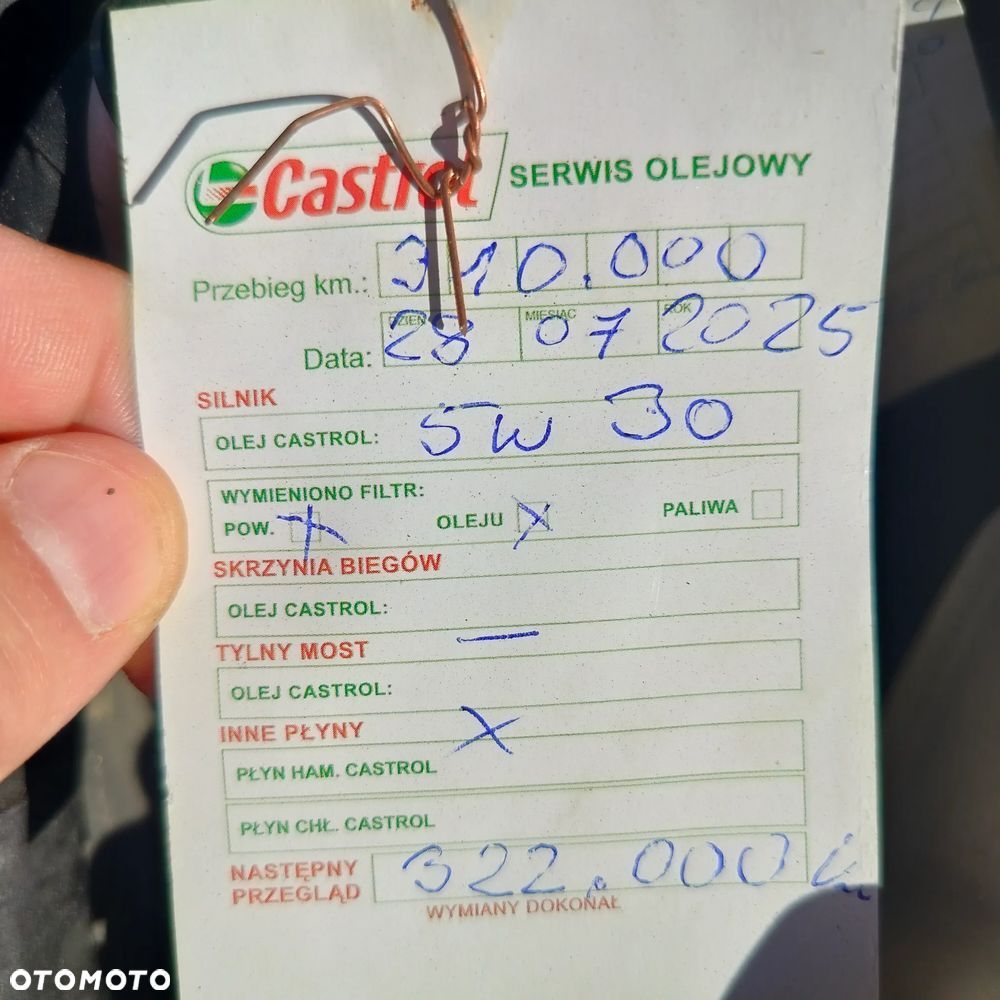 Castrol SERWIS OLEJOWY
Przebieg km.: 310.000
DZIEŃ MIESIĄC ROK
Data: 28 07 2025
SILNIK
OLEJ CASTROL: 5W 30
WYMIENIONO FILTR:
POW. X OLEJU X PALIWA
SKRZYNIA BIEGÓW
OLEJ CASTROL:
TYLNY MOST —
OLEJ CASTROL:
INNE PŁYNY X
PŁYN HAM. CASTROL
PŁYN CHŁ. CASTROL
NASTĘPNY PRZEGLĄD 322.000
WYMIANY DOKONAŁ
OTOMOTO